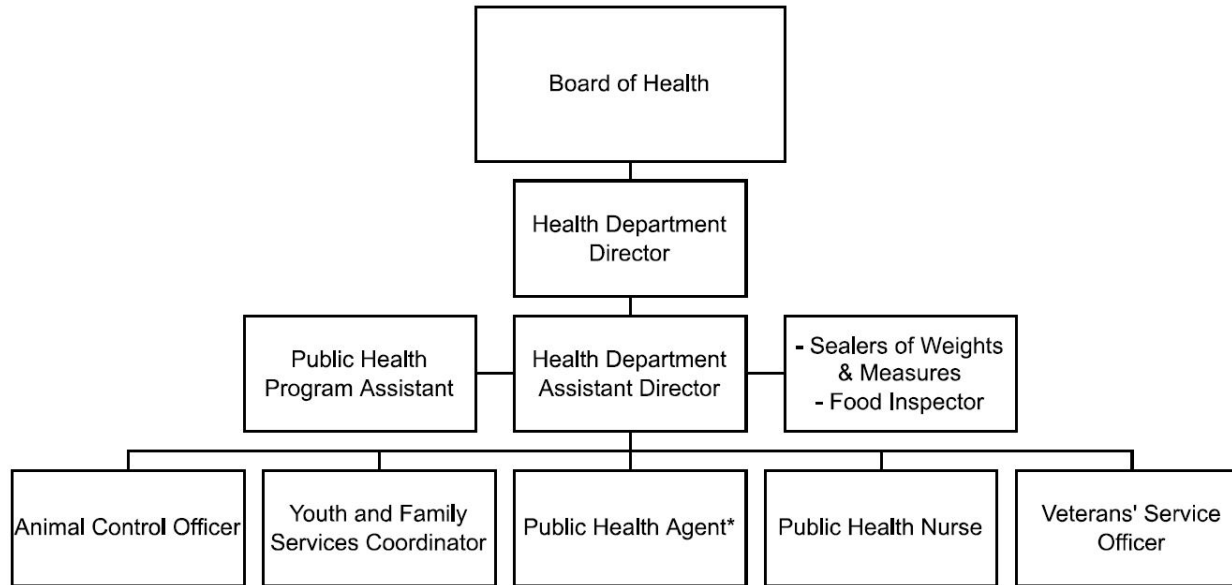 Board of Health
Health Department
Director
Public Health
Program Assistant
Health Department
Assistant Director
- Sealers of Weights
& Measures
- Food Inspector
Animal Control Officer
Youth and Family
Services Coordinator
Public Health Agent*
Public Health Nurse
Veterans' Service
Officer